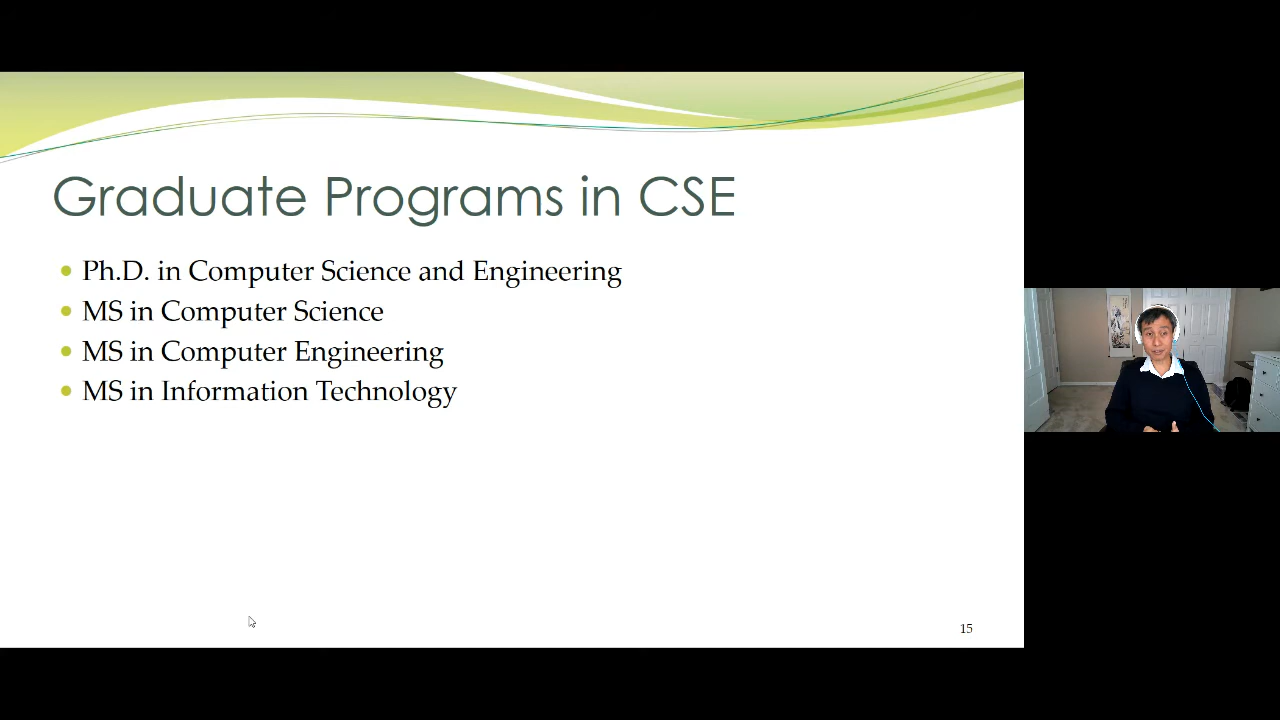 Graduate Programs in CSE
Ph.D. in Computer Science and Engineering
MS in Computer Science
MS in Computer Engineering
MS in Information Technology
15